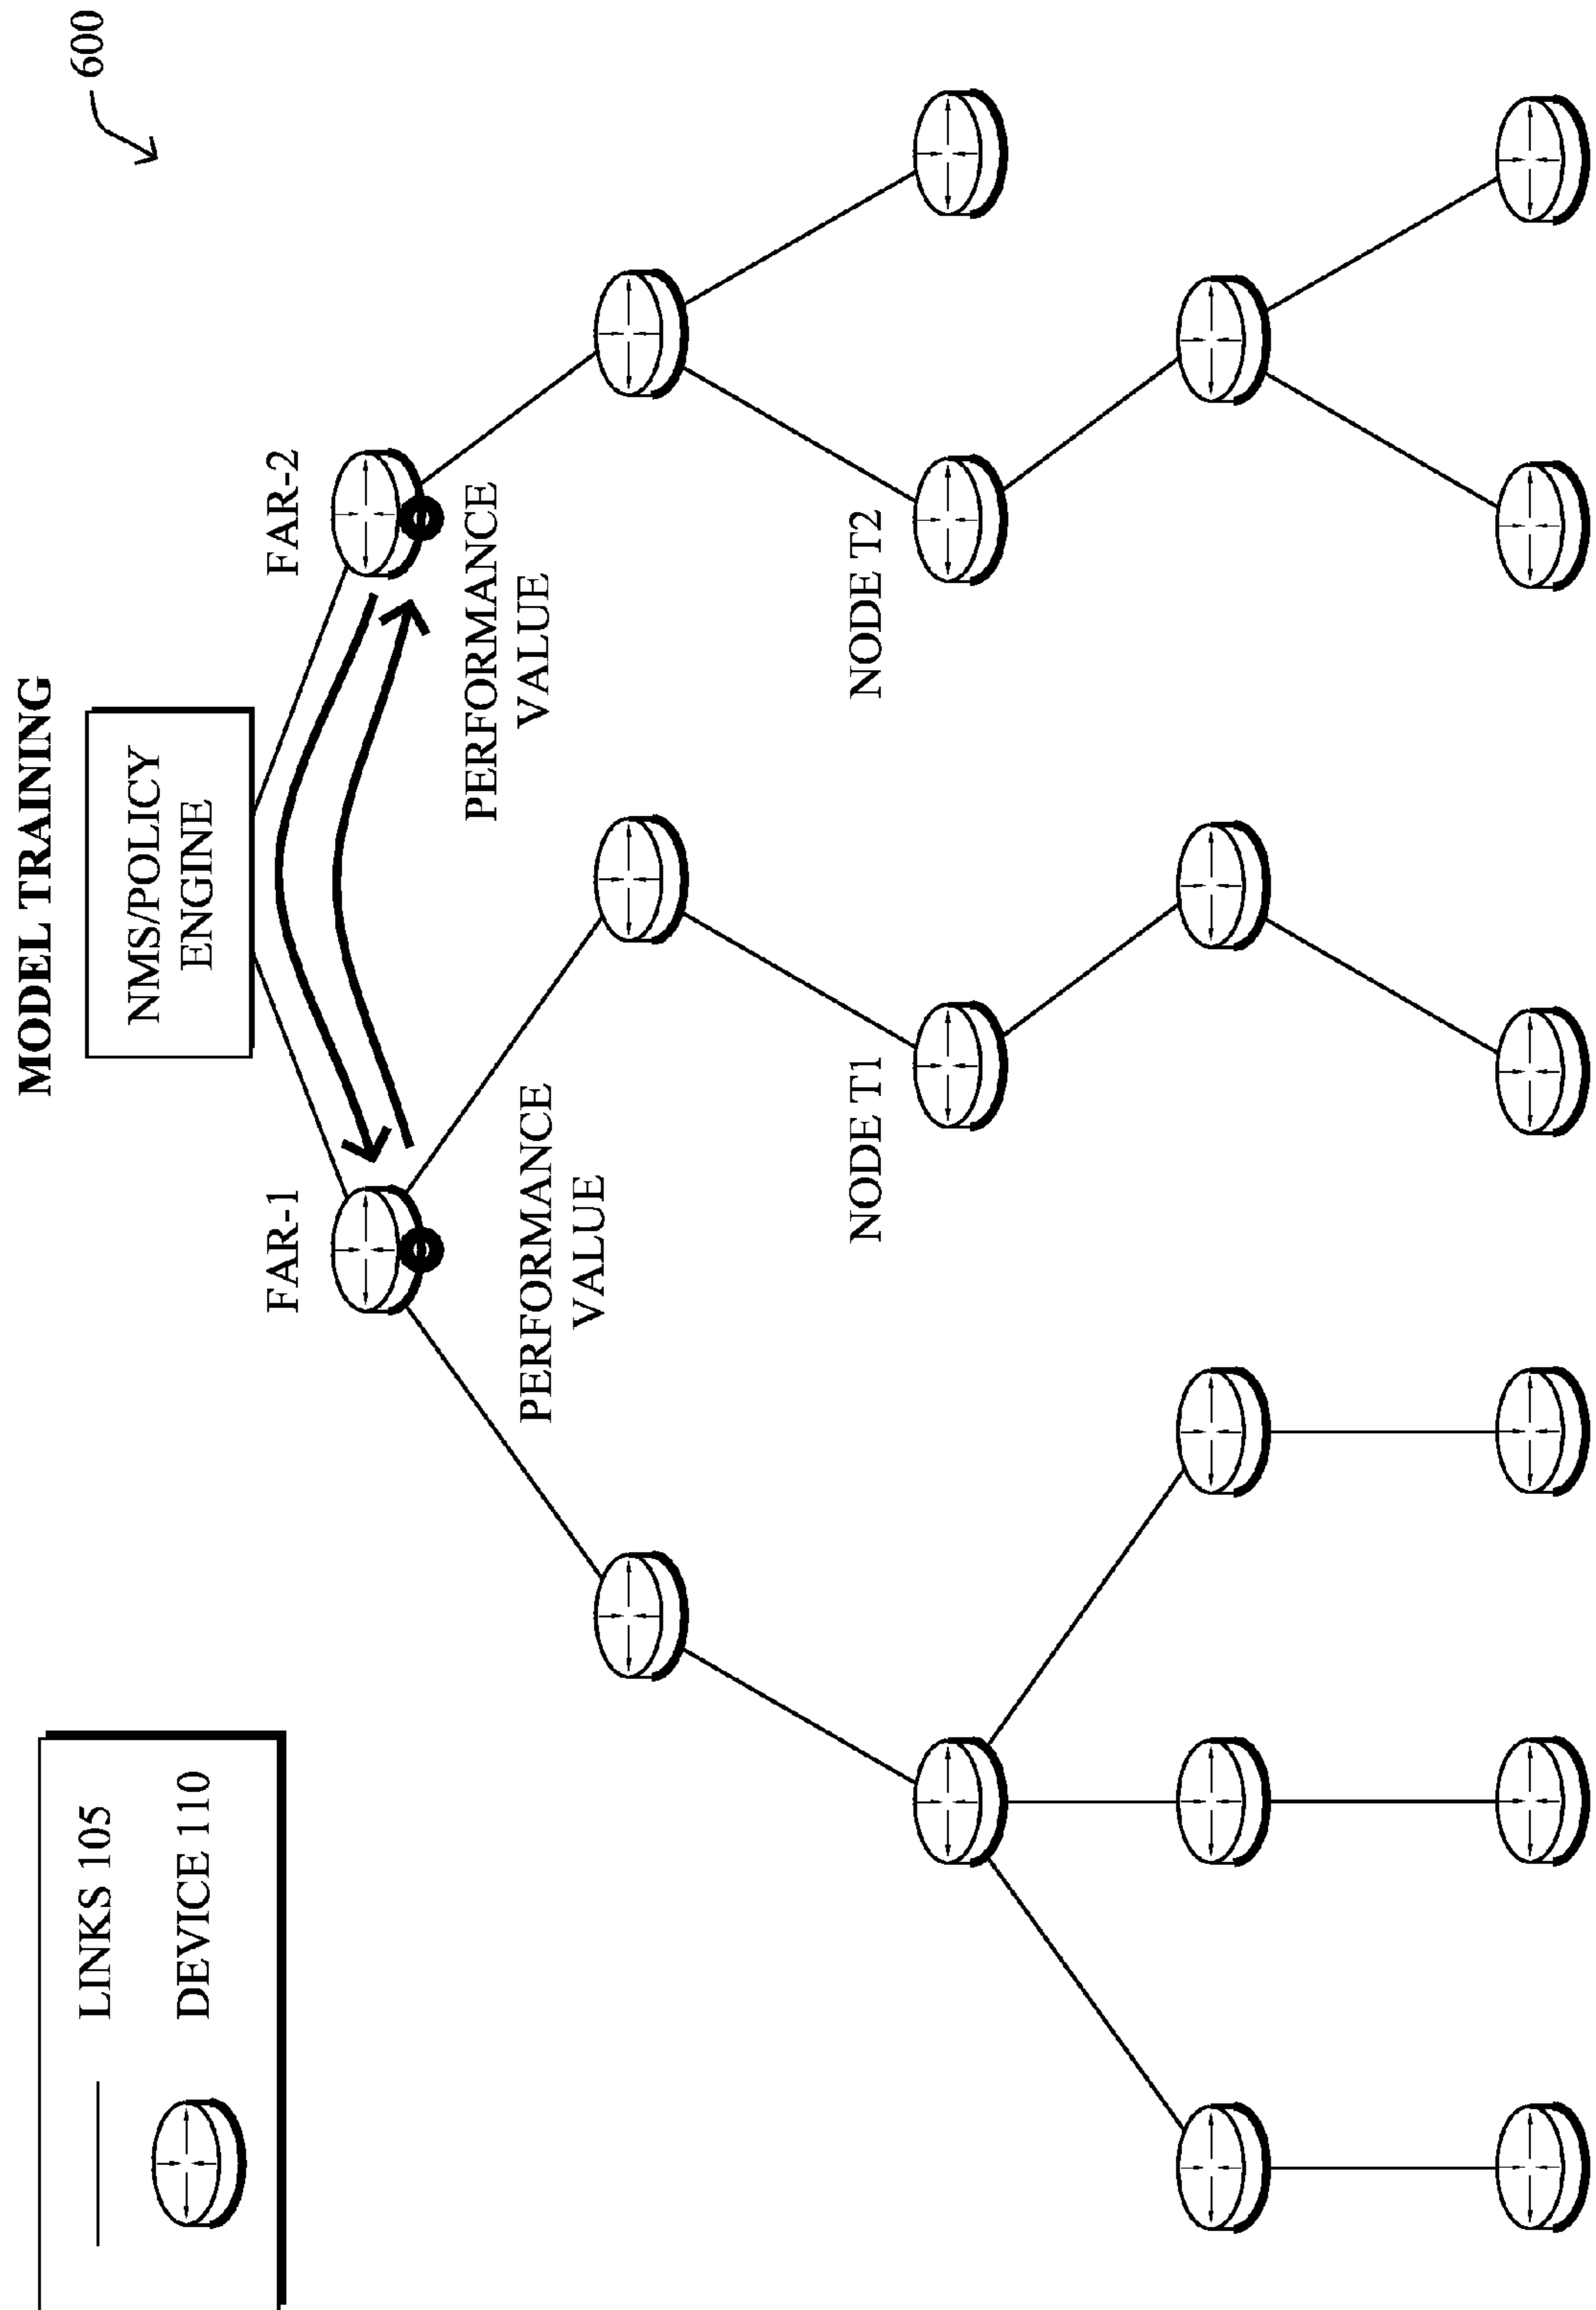 MODEL TRAINING
600
LINKS 105
DEVICE 110
NMS/POLICY
ENGINE
FAR-1
FAR-2
PERFORMANCE
VALUE
PERFORMANCE
VALUE
NODE T1
NODE T2